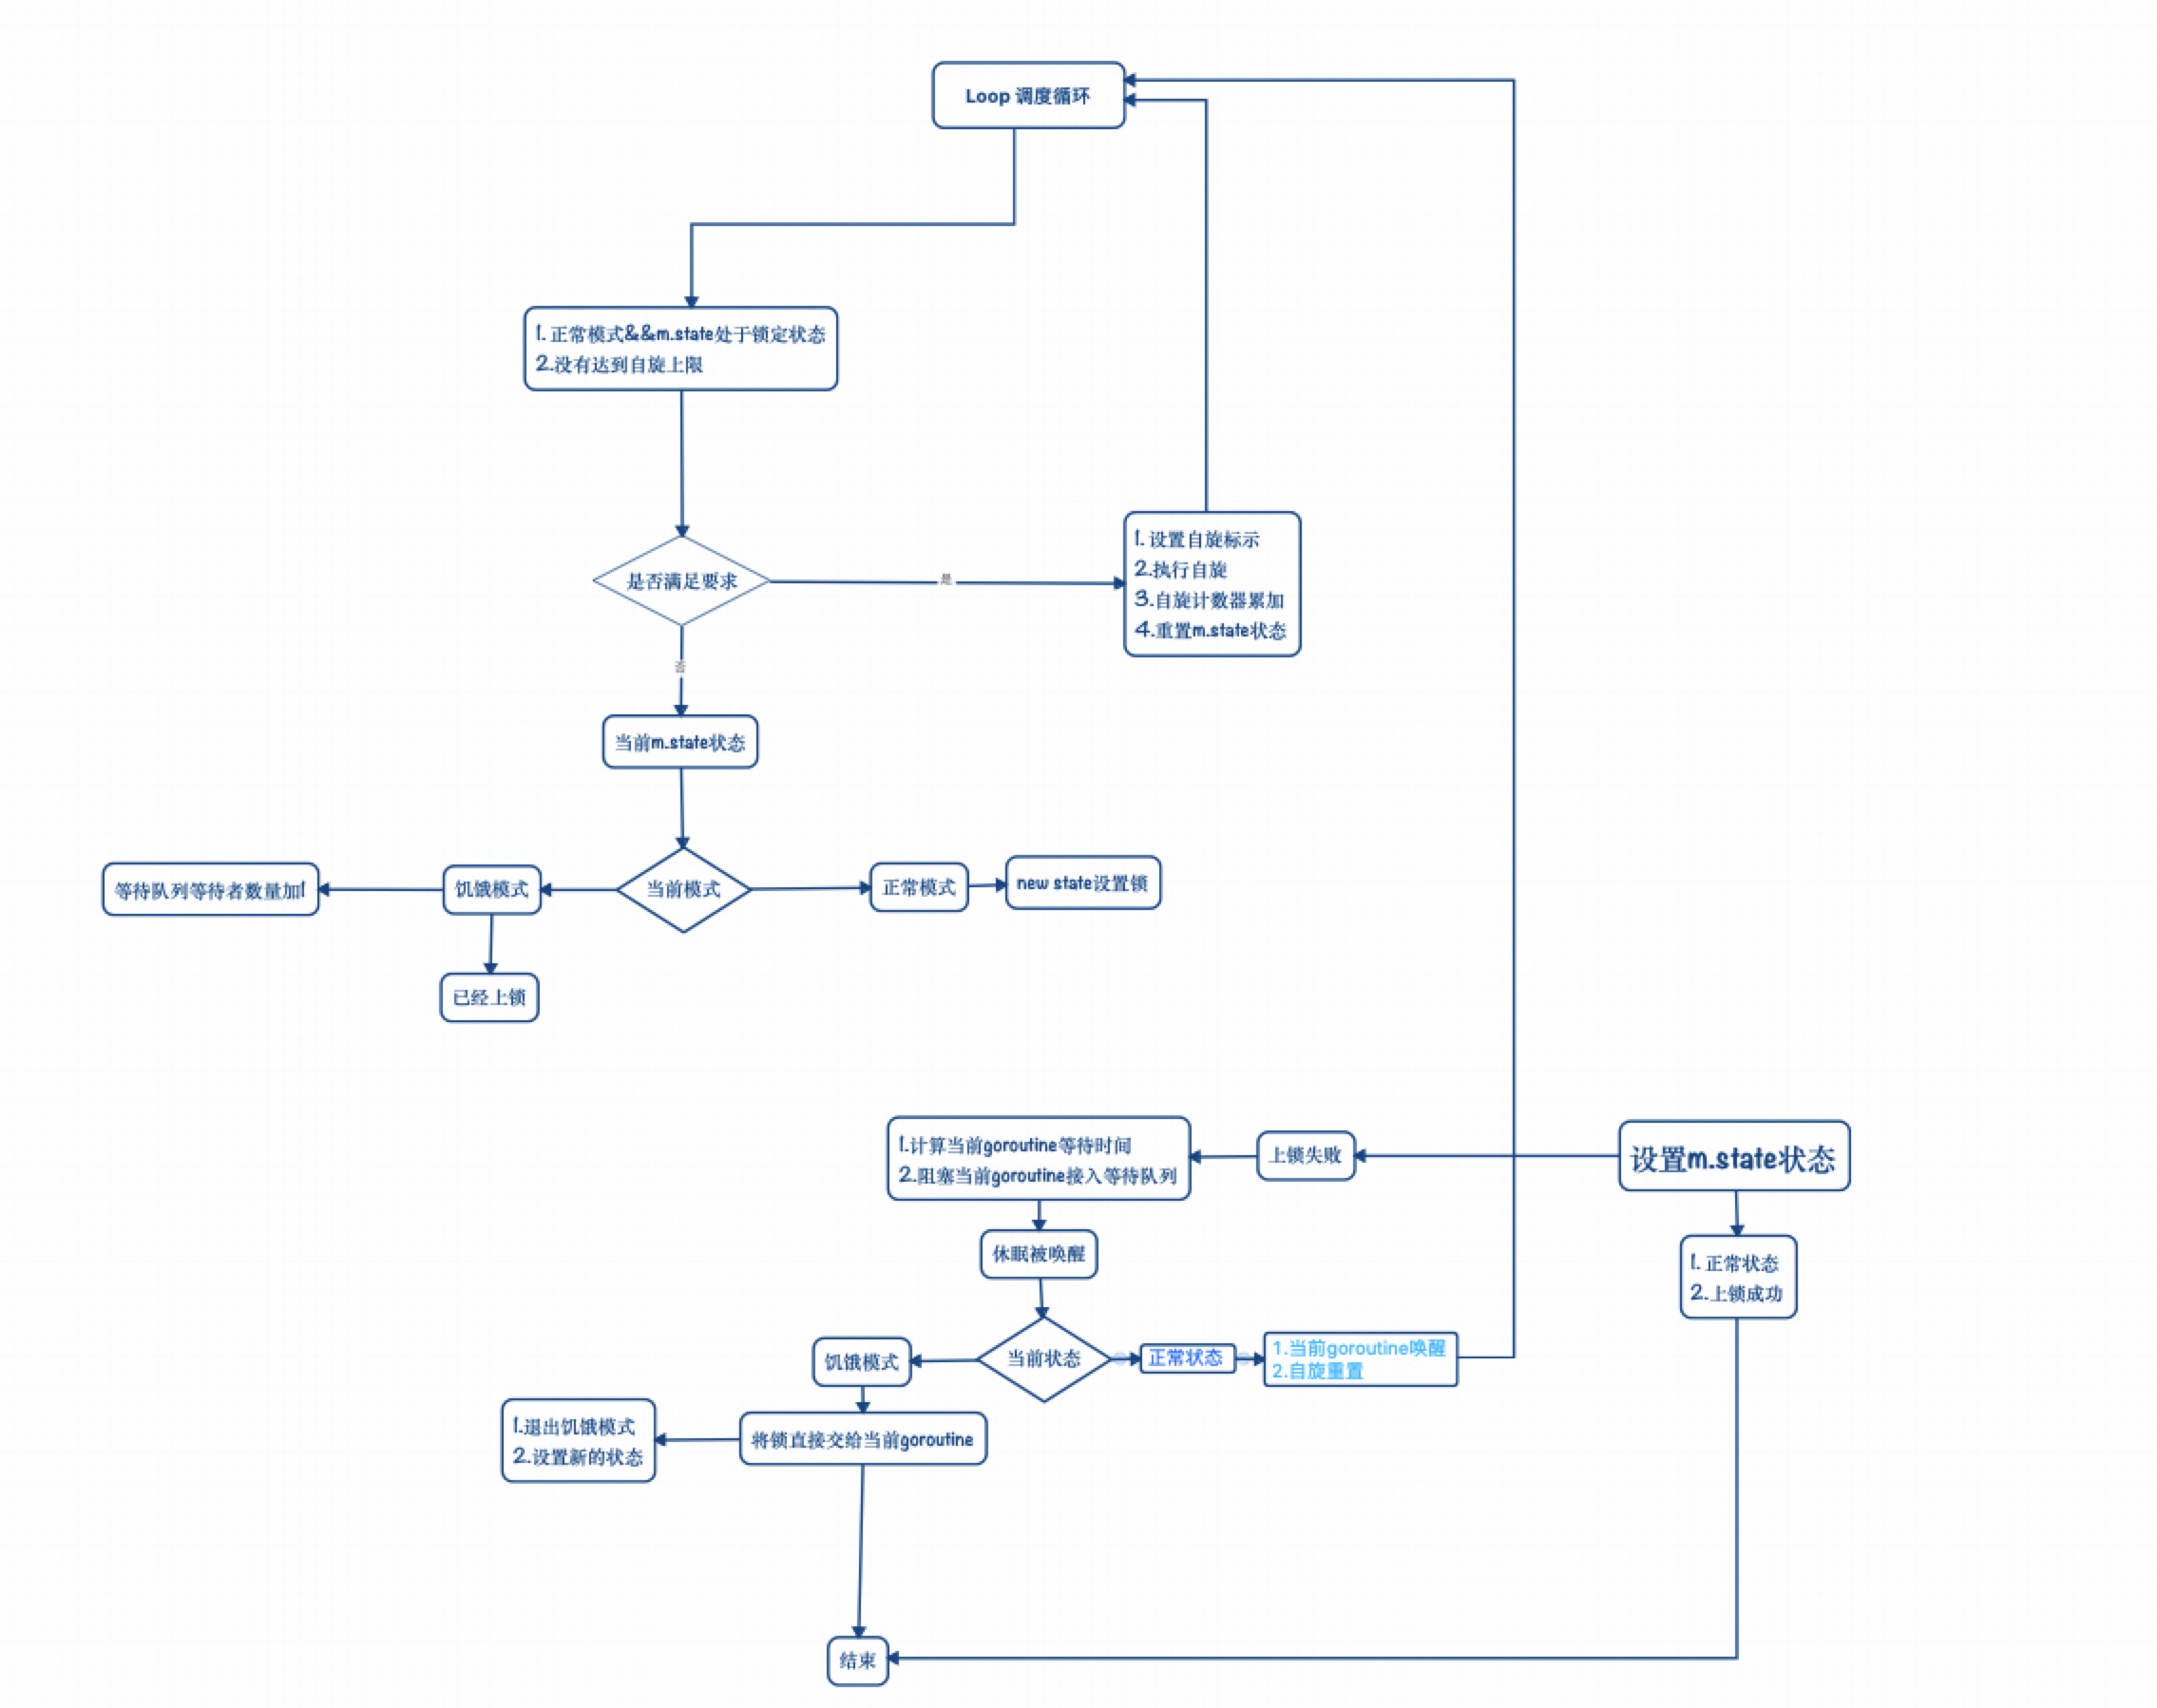 Loop 调度循环
1. 正常模式&&m.state处于锁定状态
2.没有达到自旋上限
是否满足要求
是
1. 设置自旋标示
2.执行自旋
3.自旋计数器累加
4.重置m.state状态
否
当前m.state状态
等待队列等待者数量加1
饥饿模式
当前模式
正常模式
new state设置锁
已经上锁
1.计算当前goroutine等待时间
2.阻塞当前goroutine接入等待队列
上锁失败
设置m.state状态
休眠被唤醒
1. 正常状态
2.上锁成功
饥饿模式
当前状态
正常状态
1.当前goroutine唤醒
2.自旋重置
1.退出饥饿模式
2.设置新的状态
将锁直接交给当前goroutine
结束